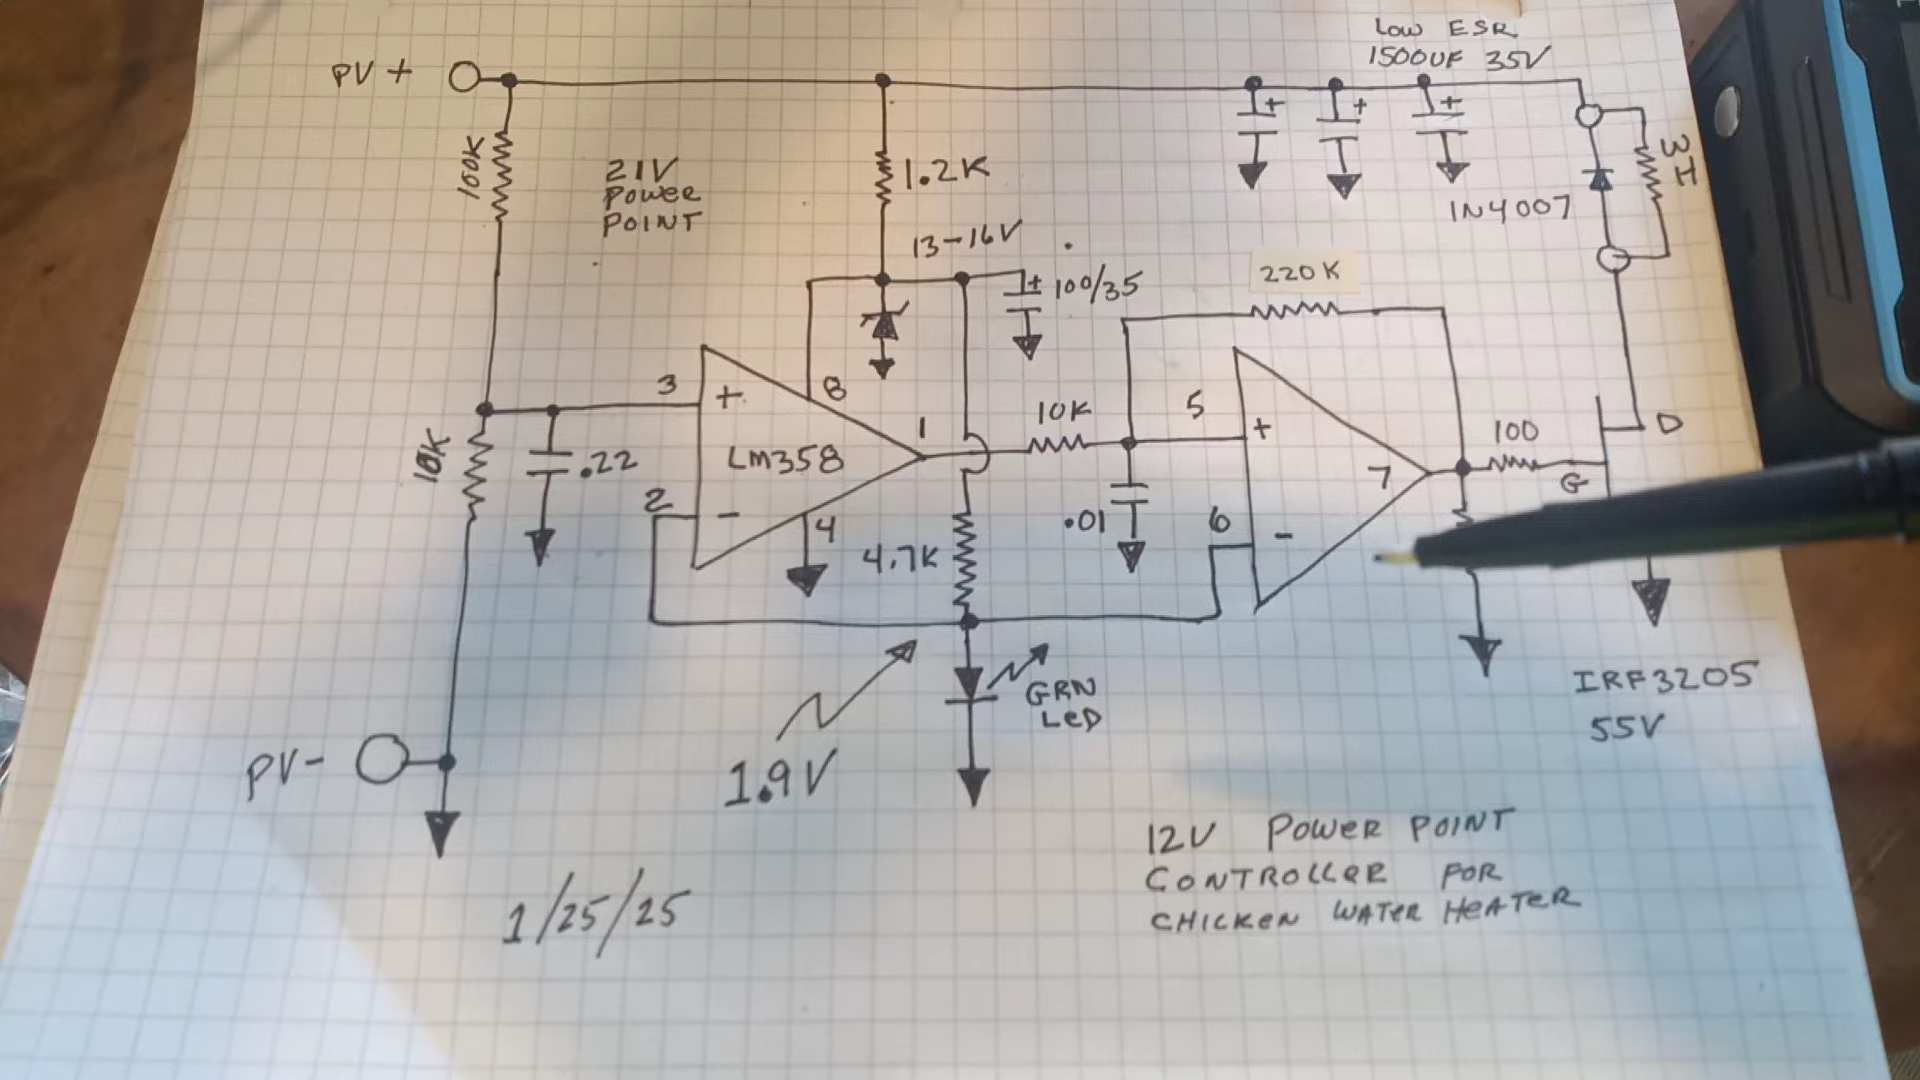 Low ESR
1500UF 35V
PV +
100K
21V
POWER
POINT
1.2K
1N4007
13-16V
+ 100/35
220K
3
+
8
LM358
1
10K
5
+
100
D
G
7
10K
.22
2
-
4
4.7K
.01
6
-
GRN
LED
1.9V
PV-
IRF3205
55V
12V POWER POINT
CONTROLLER FOR
CHICKEN WATER HEATER
1/25/25